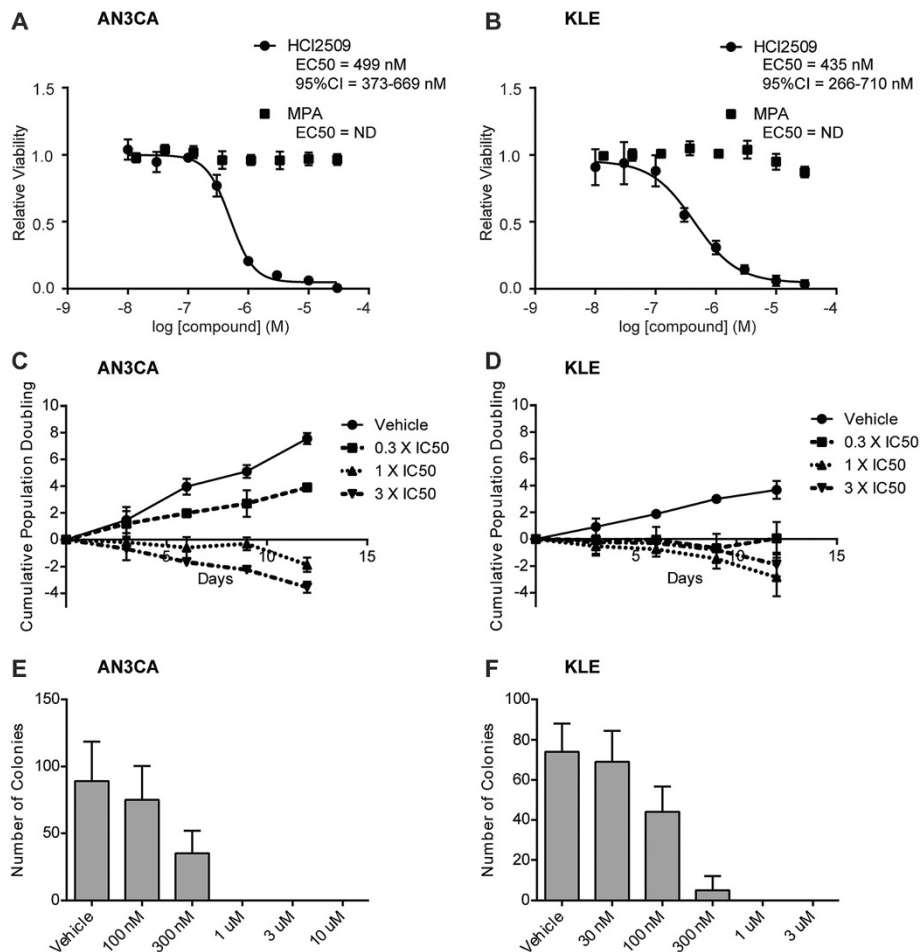 A AN3CA
HCI2509
EC50 = 499 nM
95%CI = 373-669 nM
MPA
EC50 = ND
Relative Viability
1.5
1.0
0.5
0.0
-9 -8 -7 -6 -5 -4
log [compound] (M)
B KLE
HCI2509
EC50 = 435 nM
95%CI = 266-710 nM
MPA
EC50 = ND
Relative Viability
1.5
1.0
0.5
0.0
-9 -8 -7 -6 -5 -4
log [compound] (M)
C AN3CA
Cumulative Population Doubling
10
8
6
4
2
0
-2
-4
5 10 15
Days
Vehicle
0.3 X IC50
1 X IC50
3 X IC50
D KLE
Cumulative Population Doubling
10
8
6
4
2
0
-2
-4
5 10 15
Days
Vehicle
0.3 X IC50
1 X IC50
3 X IC50
E AN3CA
Number of Colonies
150
100
50
0
Vehicle 100 nM 300 nM 1 uM 3 uM 10 uM
F KLE
Number of Colonies
100
80
60
40
20
0
Vehicle 30 nM 100 nM 300 nM 1 uM 3 uM